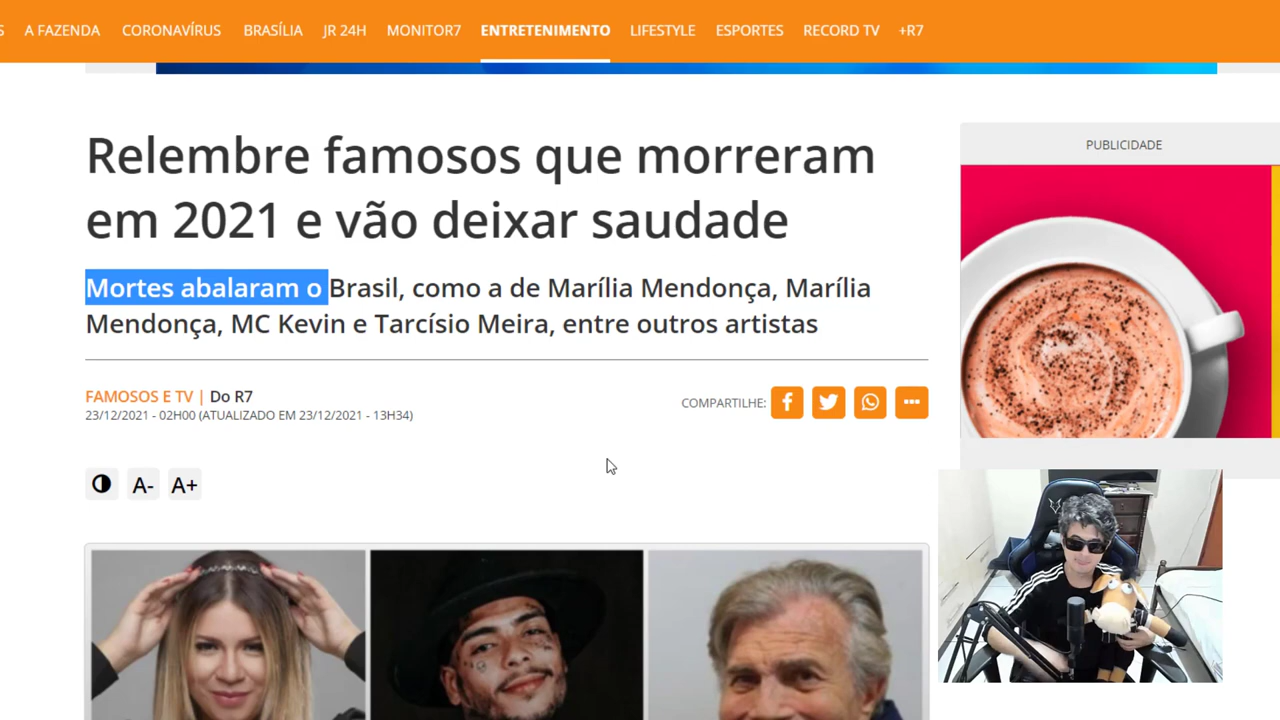 S A FAZENDA CORONAVÍRUS BRASÍLIA JR 24H MONITOR7 ENTRETENIMENTO LIFESTYLE ESPORTES RECORD TV +R7
Relembre famosos que morreram
em 2021 e vão deixar saudade
PUBLICIDADE
Mortes abalaram o Brasil, como a de Marília Mendonça, Marília
Mendonça, MC Kevin e Tarcísio Meira, entre outros artistas
FAMOSOS E TV | Do R7
23/12/2021 - 02H00 (ATUALIZADO EM 23/12/2021 - 13H34)
COMPARTILHE:
A- A+